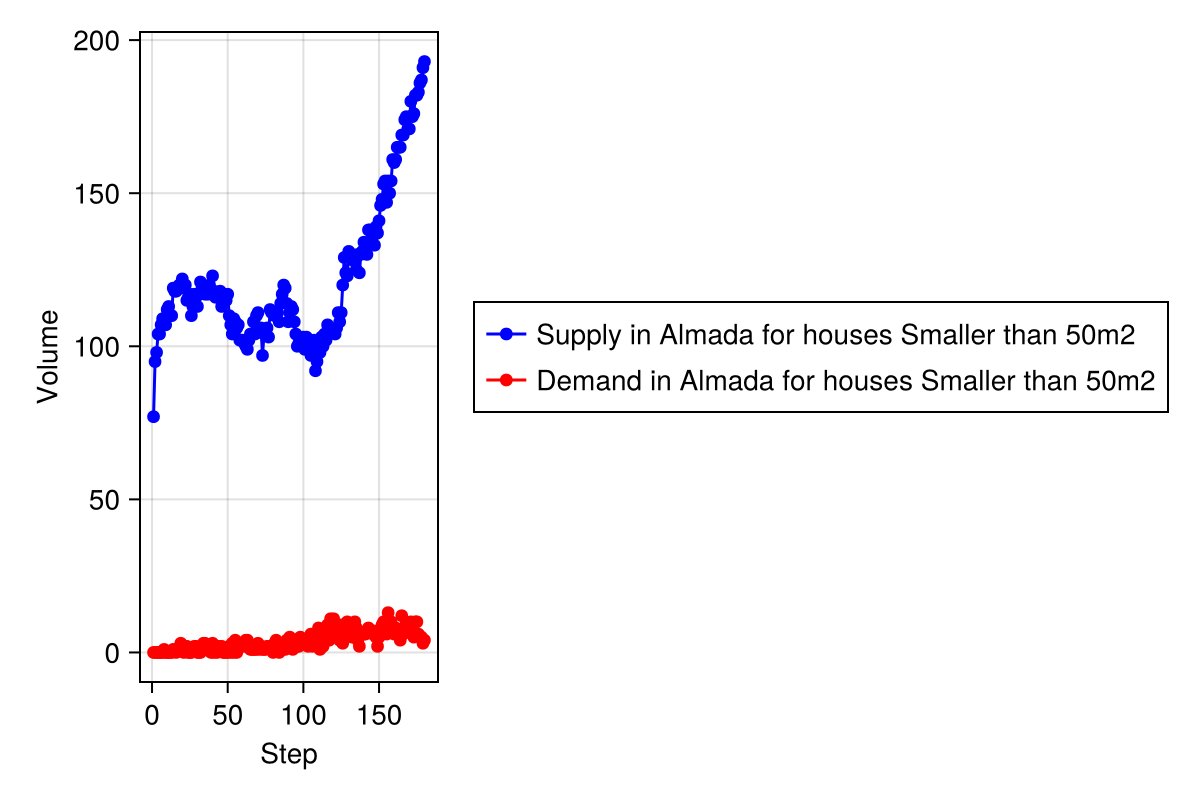 200
150
100
50
0
Volume
0 50 100 150
Step
Supply in Almada for houses Smaller than 50m2
Demand in Almada for houses Smaller than 50m2